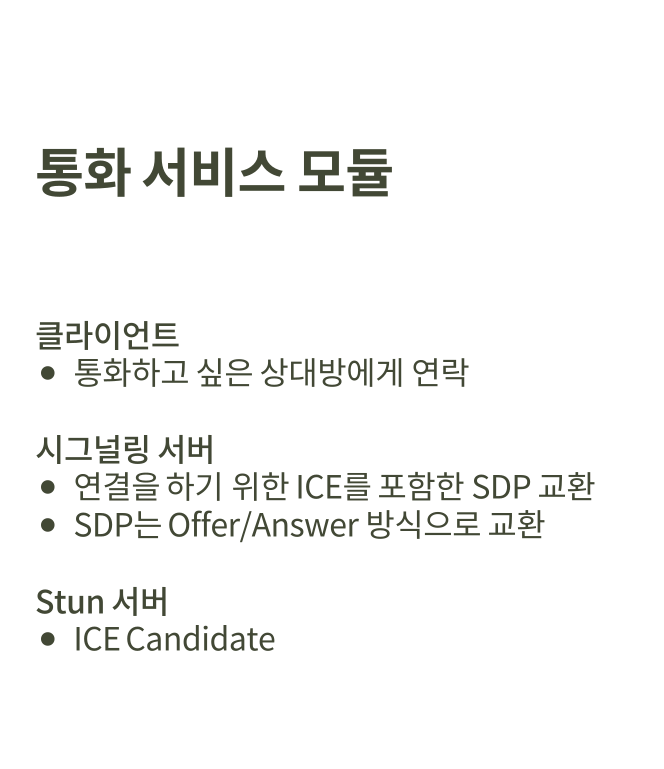 통화 서비스 모듈
클라이언트
● 통화하고 싶은 상대방에게 연락
시그널링 서버
● 연결을 하기 위한 ICE를 포함한 SDP 교환
● SDP는 Offer/Answer 방식으로 교환
Stun 서버
● ICE Candidate